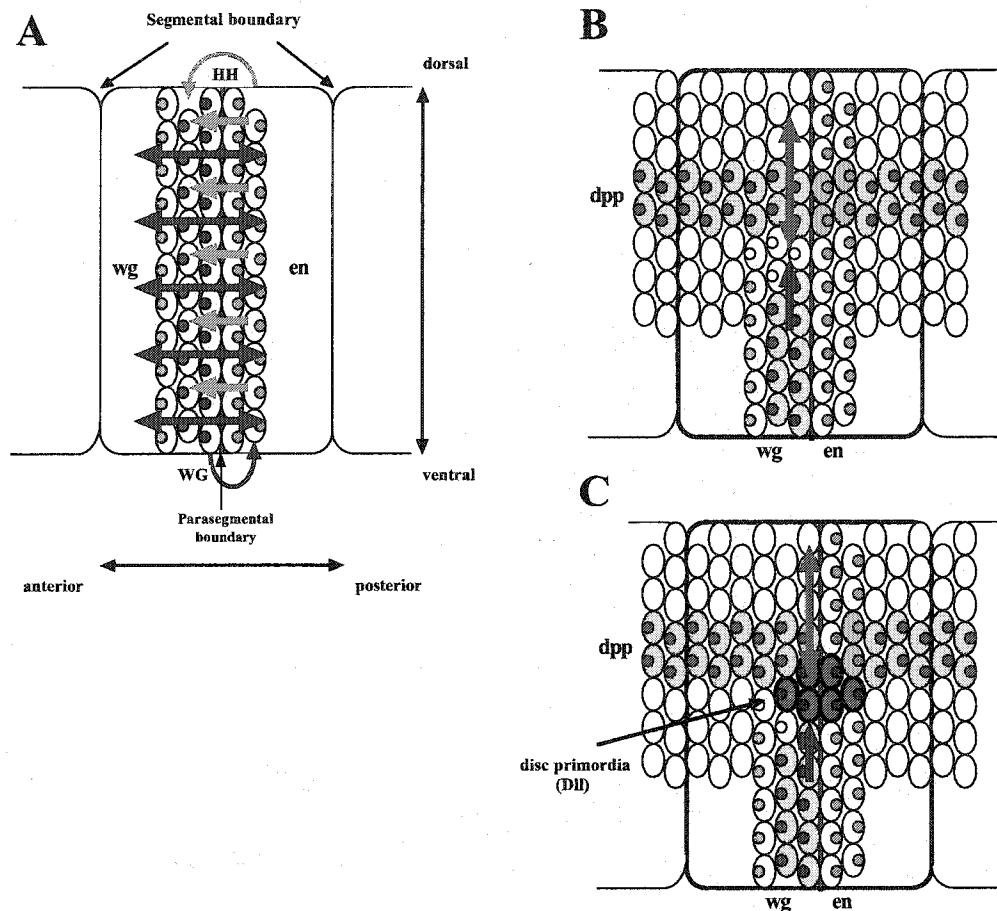 A
Segmental boundary
HH
dorsal
wg
en
WG
ventral
Parasegmental
boundary
anterior
posterior
B
dpp
wg
en
C
dpp
disc primordia
(Dll)
wg
en